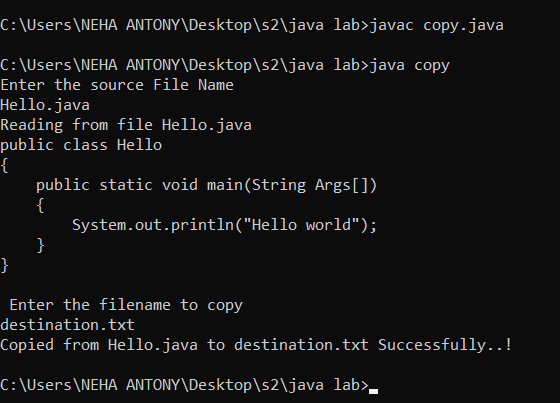 C:\Users\NEHA ANTONY\Desktop\s2\java lab>javac copy.java
C:\Users\NEHA ANTONY\Desktop\s2\java lab>java copy
Enter the source File Name
Hello.java
Reading from file Hello.java
public class Hello
{
    public static void main(String Args[])
    {
        System.out.println("Hello world");
    }
}
 Enter the filename to copy
destination.txt
Copied from Hello.java to destination.txt Successfully..!
C:\Users\NEHA ANTONY\Desktop\s2\java lab>